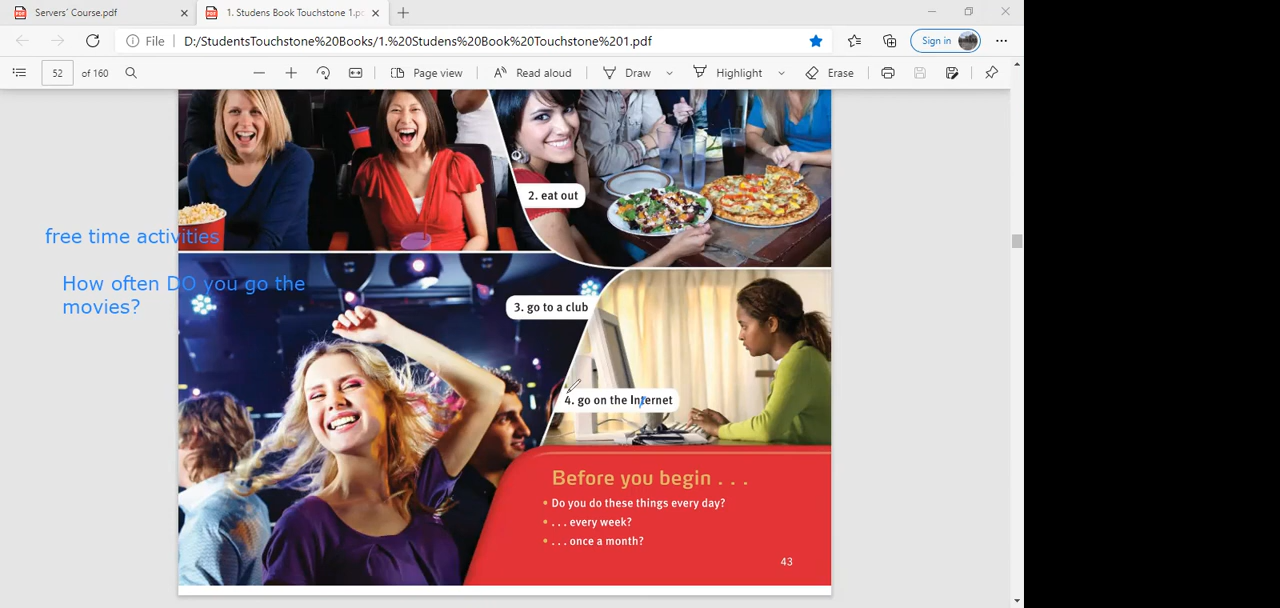 Servers' Course.pdf
1. Studens Book Touchstone 1.p
File
D:/StudentsTouchstone%20Books/1.%20Studens%20Book%20Touchstone%201.pdf
Sign in
52 of 160
Page view
Read aloud
Draw
Highlight
Erase
2. eat out
free time activities
How often DO you go the
movies?
3. go to a club
4. go on the Internet
Before you begin . . .
• Do you do these things every day?
• . . . every week?
• . . . once a month?
43